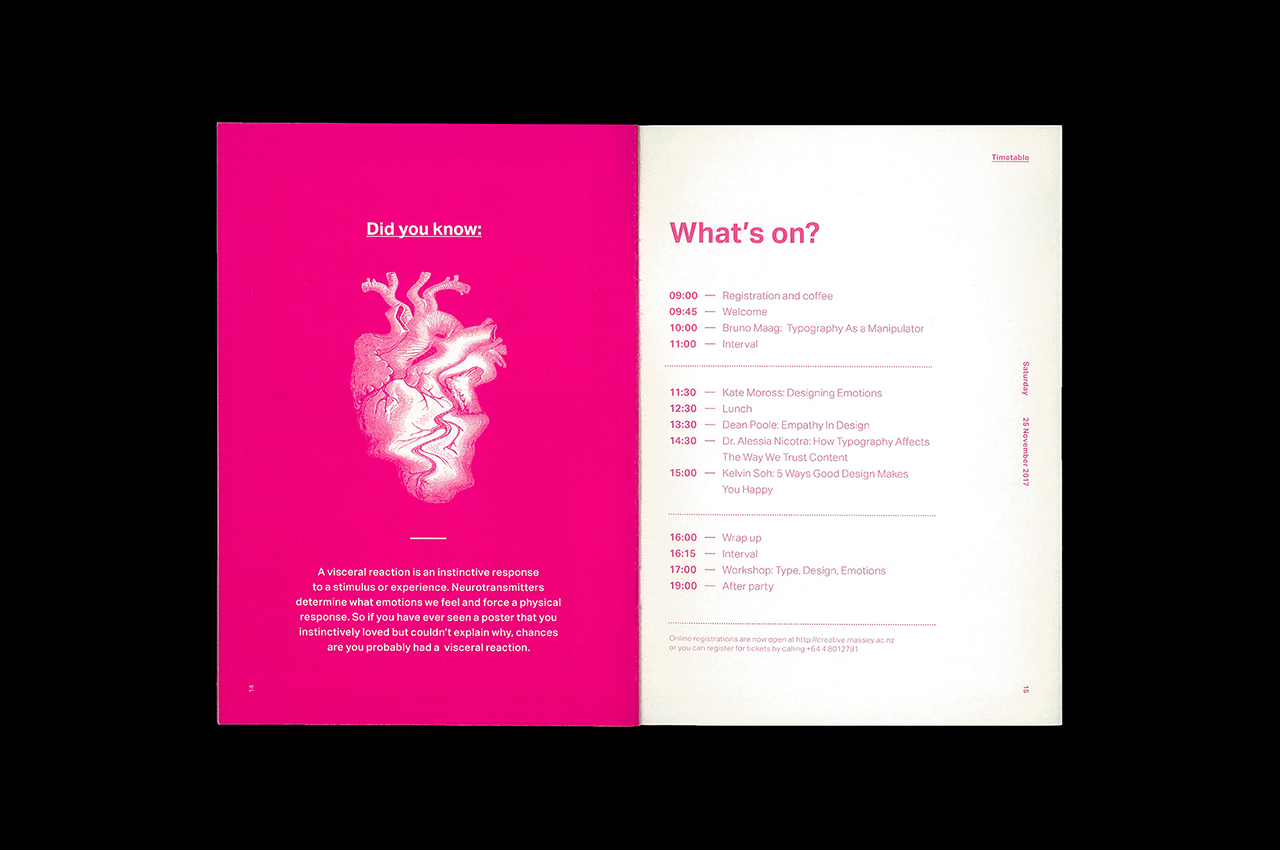 Did you know:
A visceral reaction is an instinctive response
to a stimulus or experience. Neurotransmitters
determine what emotions we feel and force a physical
response. So if you have ever seen a poster that you
instinctively loved but couldn't explain why, chances
are you probably had a  visceral reaction.
14
Timetable
What's on?
09:00 — Registration and coffee
09:45 — Welcome
10:00 — Bruno Maag:  Typography As a Manipulator
11:00 — Interval
11:30 — Kate Moross: Designing Emotions
12:30 — Lunch
13:30 — Dean Poole: Empathy In Design
14:30 — Dr. Alessia Nicotra: How Typography Affects
The Way We Trust Content
15:00 — Kelvin Soh: 5 Ways Good Design Makes
You Happy
16:00 — Wrap up
16:15 — Interval
17:00 — Workshop: Type, Design, Emotions
19:00 — After party
Online registrations are now open at http://creative.massey.ac.nz
or you can register for tickets by calling +64 4 8012791
Saturday 25 November 2017
15